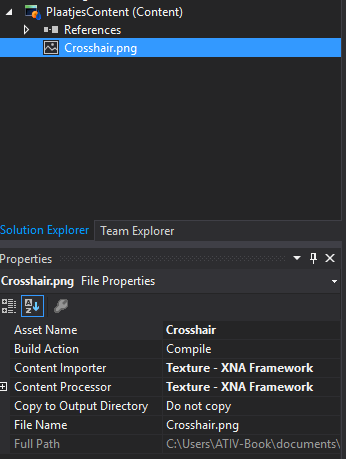 PlaatjesContent (Content)
References
Crosshair.png
Solution Explorer Team Explorer
Properties
Crosshair.png File Properties
Asset Name Crosshair
Build Action Compile
Content Importer Texture - XNA Framework
Content Processor Texture - XNA Framework
Copy to Output Directory Do not copy
File Name Crosshair.png
Full Path C:\Users\ATIV-Book\documents\